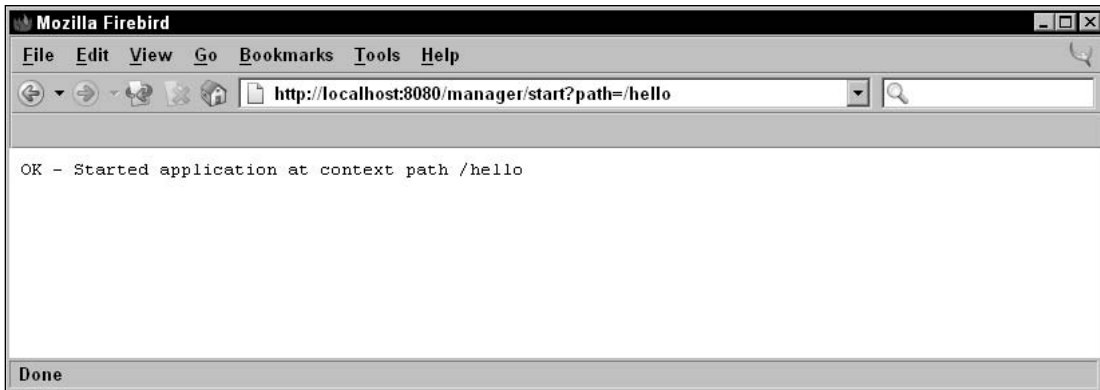 Mozilla Firebird
File Edit View Go Bookmarks Tools Help
http://localhost:8080/manager/start?path=/hello
OK - Started application at context path /hello
Done